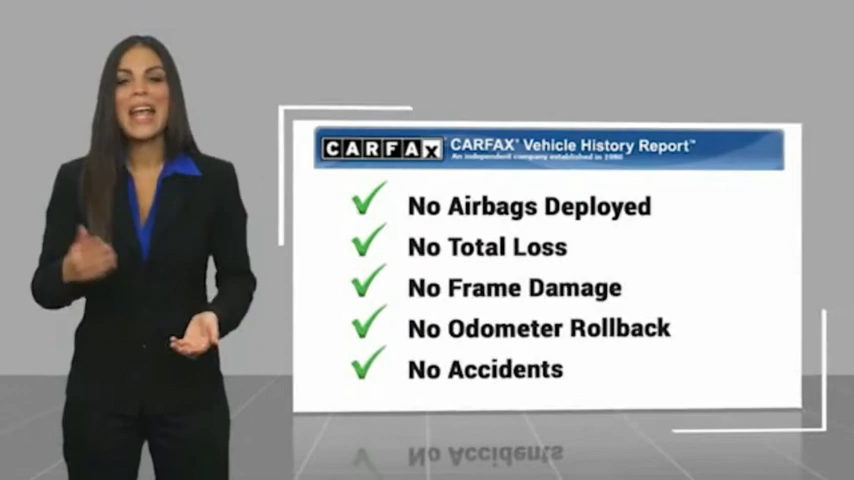 CARFAX CARFAX™ Vehicle History Report™
An independent company established in 1986
No Airbags Deployed
No Total Loss
No Frame Damage
No Odometer Rollback
No Accidents
No Accidents